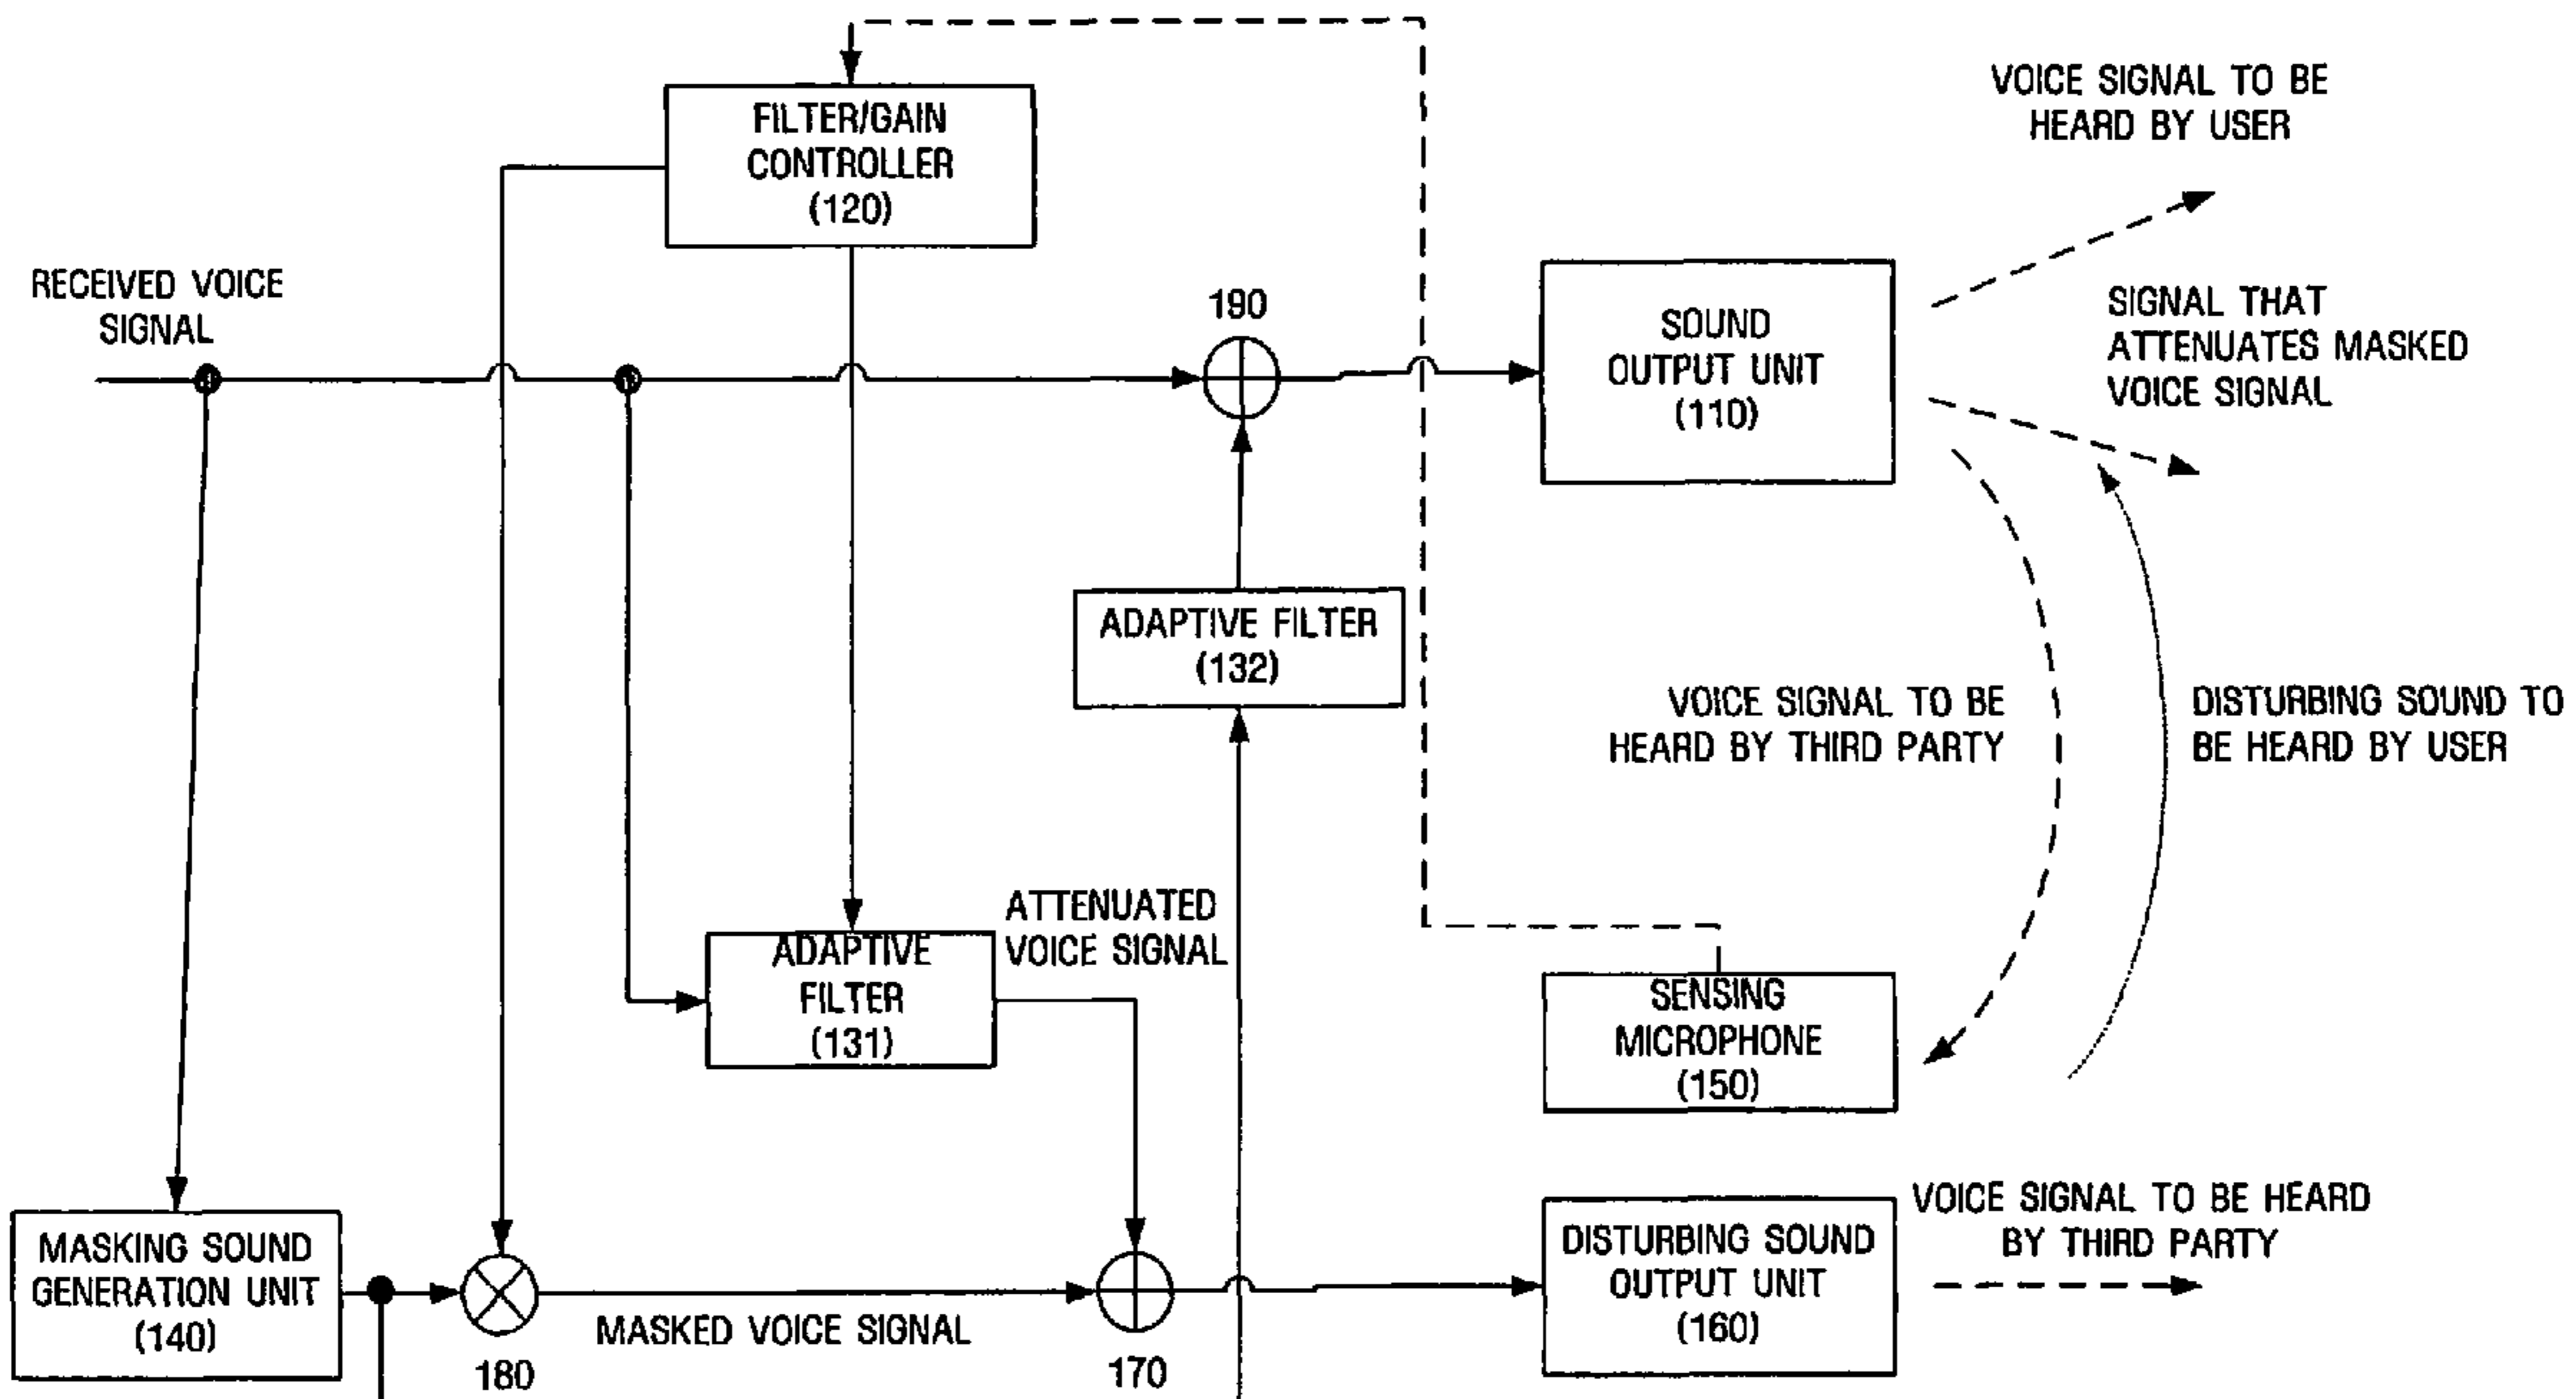 FILTER/GAIN
CONTROLLER
(120)
VOICE SIGNAL TO BE
HEARD BY USER
RECEIVED VOICE
SIGNAL
190
SOUND
OUTPUT UNIT
(110)
SIGNAL THAT
ATTENUATES MASKED
VOICE SIGNAL
ADAPTIVE FILTER
(132)
VOICE SIGNAL TO BE
HEARD BY THIRD PARTY
DISTURBING SOUND TO
BE HEARD BY USER
ADAPTIVE
FILTER
(131)
ATTENUATED
VOICE SIGNAL
SENSING
MICROPHONE
(150)
MASKING SOUND
GENERATION UNIT
(140)
180
MASKED VOICE SIGNAL
170
DISTURBING SOUND
OUTPUT UNIT
(160)
VOICE SIGNAL TO BE HEARD
BY THIRD PARTY